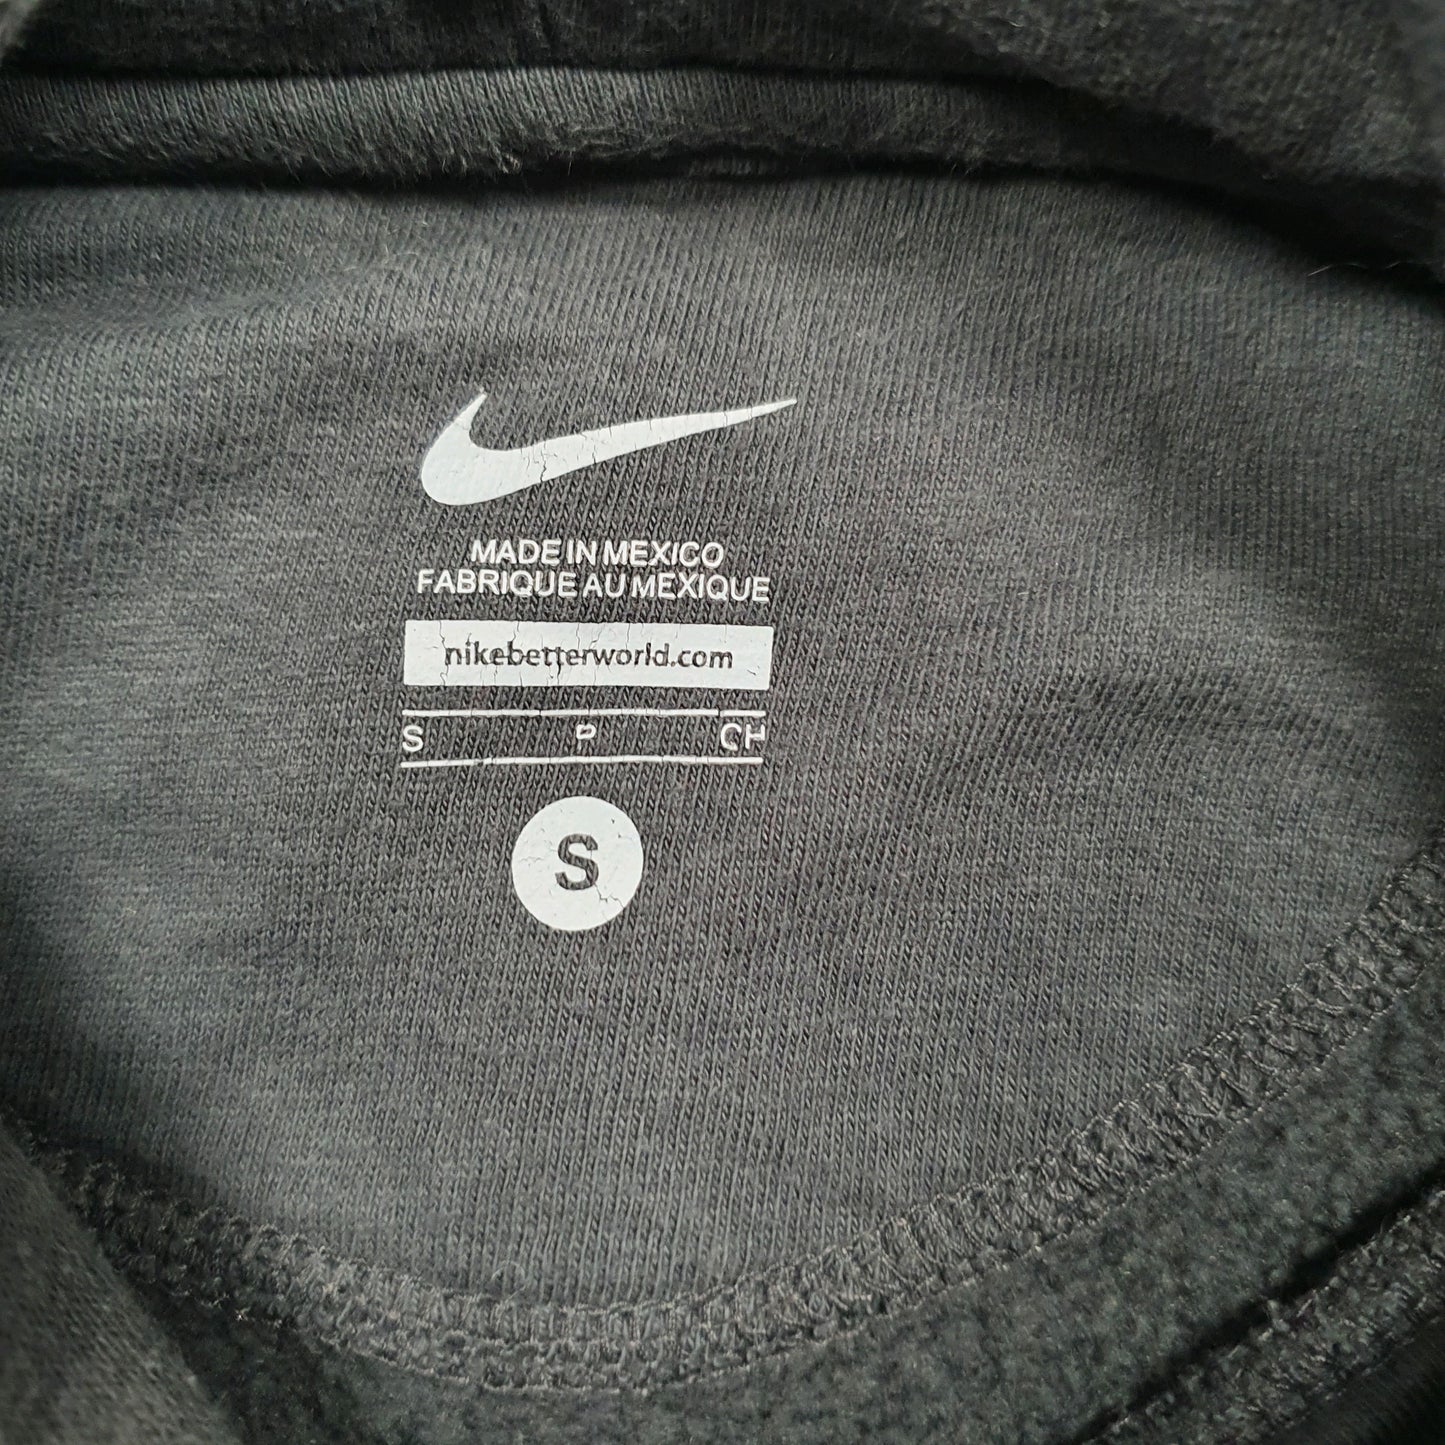 MADE IN MEXICO
FABRIQUE AU MEXIQUE
nikebetterworld.com
S P CH
S